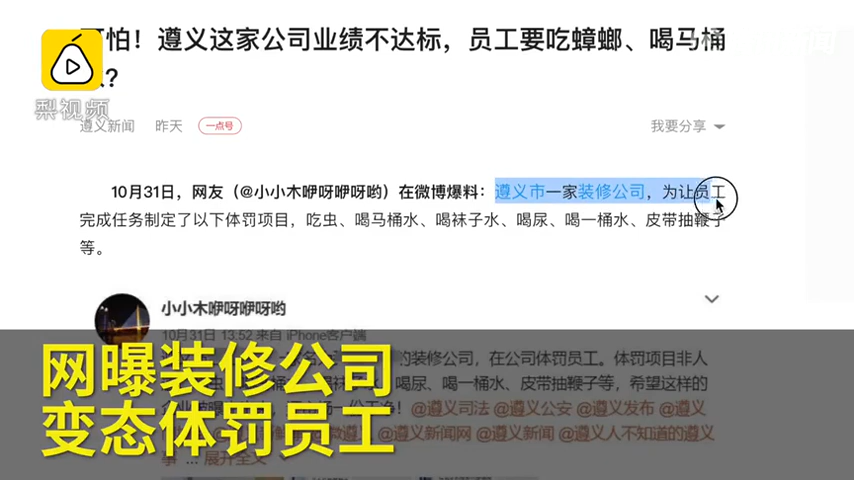 可怕！遵义这家公司业绩不达标，员工要吃蟑螂、喝马桶
？
梨视频
遵义新闻 昨天 一点号 我要分享
10月31日，网友（@小小木咿呀咿呀哟）在微博爆料：遵义市一家装修公司，为让员工
完成任务制定了以下体罚项目，吃虫、喝马桶水、喝袜子水、喝尿、喝一桶水、皮带抽鞭子
等。
小小木咿呀咿呀哟
10月31日 13:52 来自 iPhone客户端
的装修公司，在公司体罚员工。体罚项目非人
喝尿、喝一桶水、皮带抽鞭子等，希望这样的
@遵义司法 @遵义公安 @遵义发布 @遵义
@遵义新闻网 @遵义新闻 @遵义人不知道的遵义
事 ... 展开全文
网曝装修公司
变态体罚员工